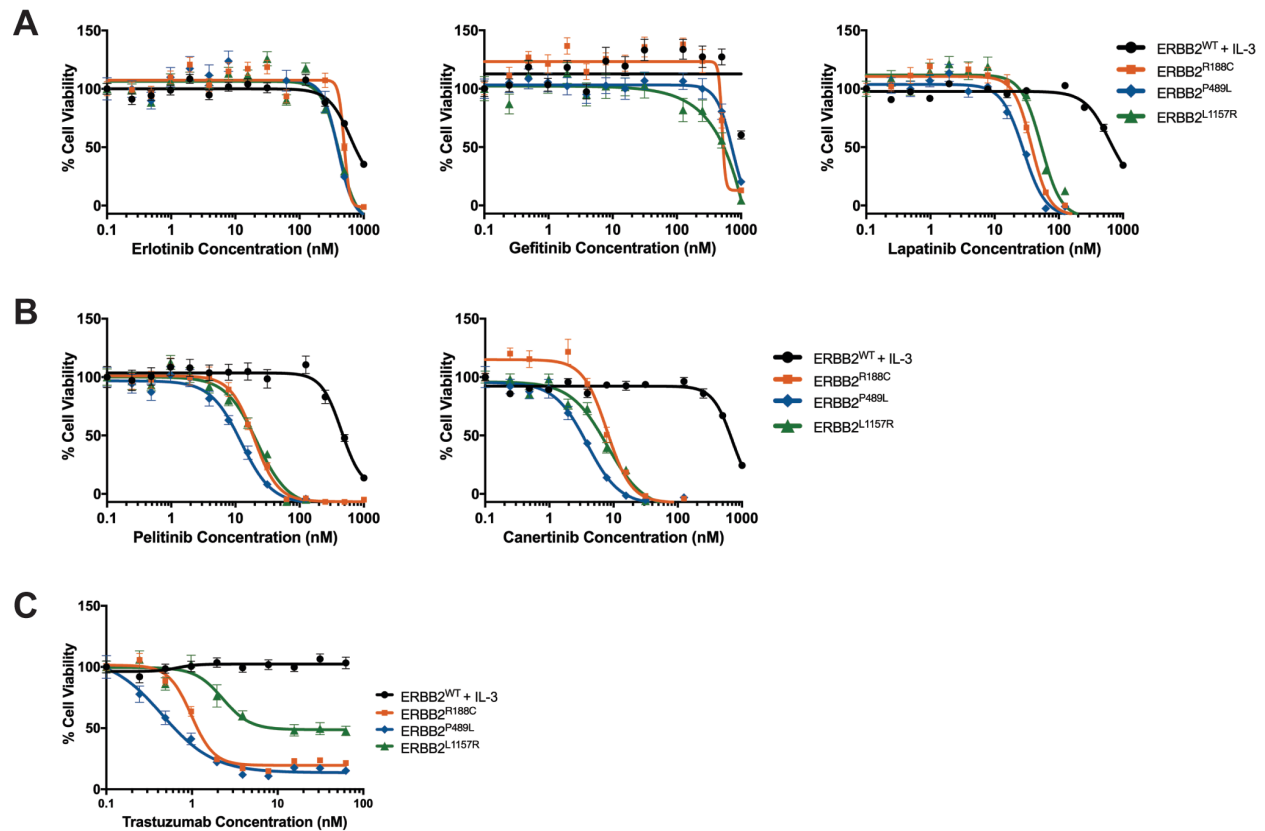 A
150
100
50
0
% Cell Viability
0.1 1 10 100 1000
Erlotinib Concentration (nM)
150
100
50
0
% Cell Viability
0.1 1 10 100 1000
Gefitinib Concentration (nM)
150
100
50
0
% Cell Viability
0.1 1 10 100 1000
Lapatinib Concentration (nM)
ERBB2WT + IL-3
ERBB2R188C
ERBB2P489L
ERBB2L1157R
B
150
100
50
0
% Cell Viability
0.1 1 10 100 1000
Pelitinib Concentration (nM)
150
100
50
0
% Cell Viability
0.1 1 10 100 1000
Canertinib Concentration (nM)
ERBB2WT + IL-3
ERBB2R188C
ERBB2P489L
ERBB2L1157R
C
150
100
50
0
% Cell Viability
0.1 1 10 100
Trastuzumab Concentration (nM)
ERBB2WT + IL-3
ERBB2R188C
ERBB2P489L
ERBB2L1157R